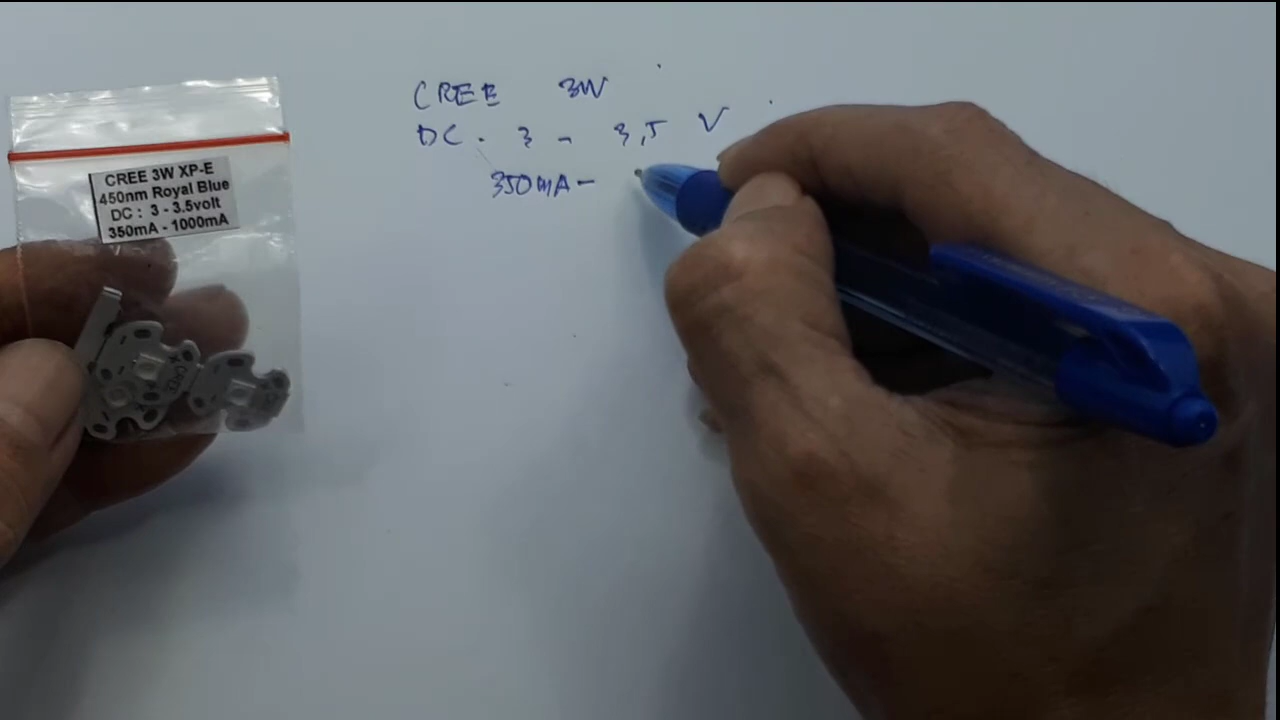 CREE 3W XP-E
450nm Royal Blue
DC : 3 - 3.5volt
350mA - 1000mA
CREE
CREE 3W
DC . 3 - 3,5 V
350mA -